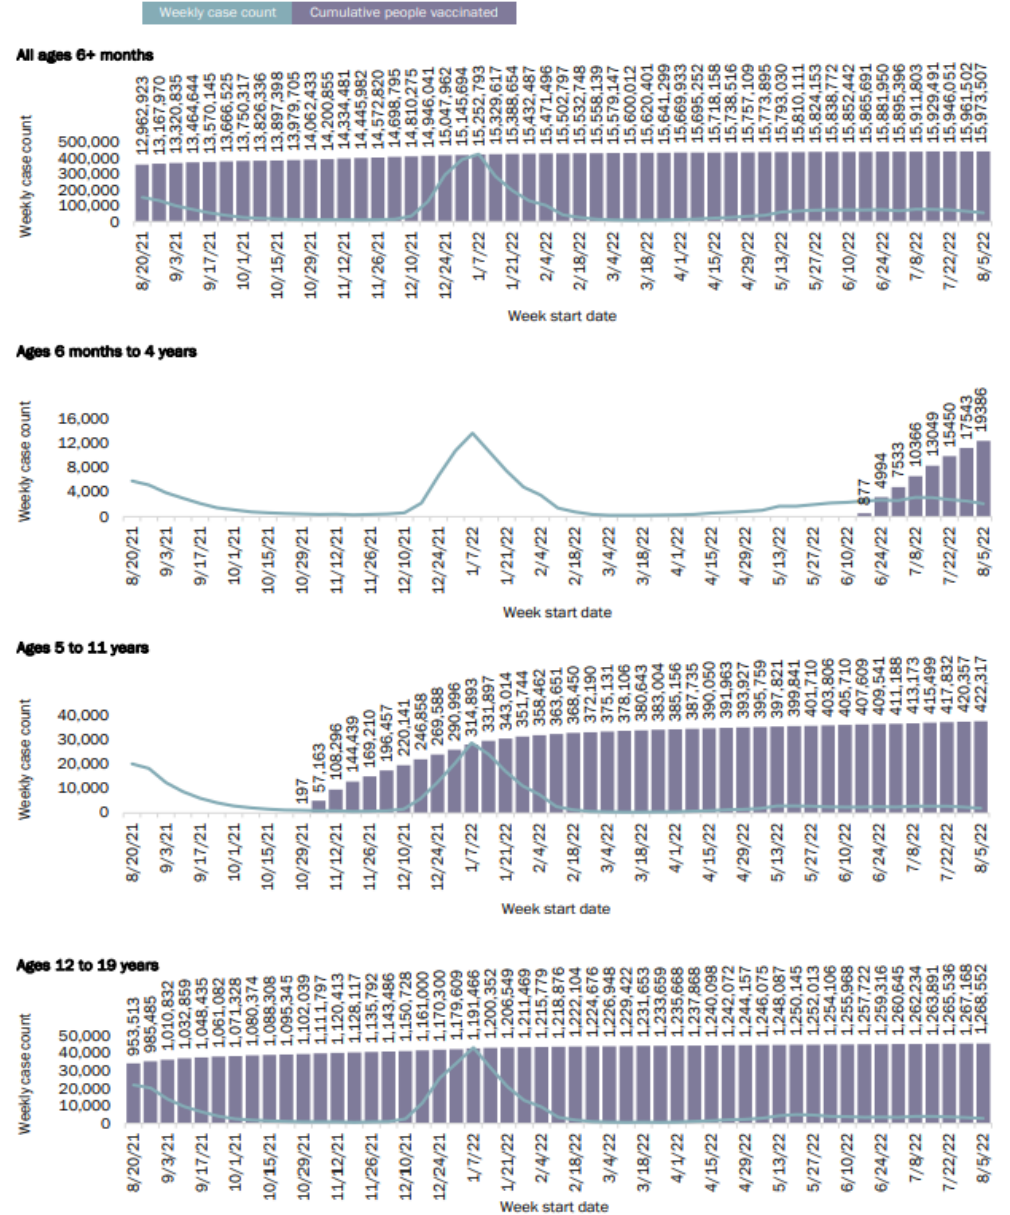 Weekly case count Cumulative people vaccinated
All ages 6+ months
12,962,923 13,167,970 13,320,835 13,464,644 13,570,145 13,666,525 13,750,317 13,826,336 13,897,398 13,979,705 14,062,433 14,200,855 14,334,481 14,445,982 14,572,820 14,698,795 14,810,275 14,946,041 15,047,962 15,145,694 15,252,793 15,329,617 15,388,654 15,432,487 15,471,496 15,502,797 15,532,748 15,558,139 15,579,147 15,600,012 15,620,401 15,641,299 15,669,933 15,695,252 15,718,158 15,738,516 15,757,109 15,773,895 15,793,030 15,810,111 15,824,153 15,838,772 15,852,442 15,865,691 15,881,950 15,895,396 15,911,803 15,929,491 15,946,051 15,961,502 15,973,507
Weekly case count
500,000
400,000
300,000
200,000
100,000
0
8/20/21 9/3/21 9/17/21 10/1/21 10/15/21 10/29/21 11/12/21 11/26/21 12/10/21 12/24/21 1/7/22 1/21/22 2/4/22 2/18/22 3/4/22 3/18/22 4/1/22 4/15/22 4/29/22 5/13/22 5/27/22 6/10/22 6/24/22 7/8/22 7/22/22 8/5/22
Week start date
Ages 6 months to 4 years
877 4994 7533 10366 13049 15450 17543 19386
Weekly case count
16,000
12,000
8,000
4,000
0
8/20/21 9/3/21 9/17/21 10/1/21 10/15/21 10/29/21 11/12/21 11/26/21 12/10/21 12/24/21 1/7/22 1/21/22 2/4/22 2/18/22 3/4/22 3/18/22 4/1/22 4/15/22 4/29/22 5/13/22 5/27/22 6/10/22 6/24/22 7/8/22 7/22/22 8/5/22
Week start date
Ages 5 to 11 years
197 57,163 108,296 144,439 169,210 196,457 220,141 246,858 269,588 290,996 314,893 331,897 343,014 351,744 358,462 363,651 368,450 372,190 375,131 378,106 380,643 383,004 385,156 387,735 390,050 391,963 393,927 395,759 397,821 399,841 401,710 403,806 405,710 407,609 409,541 411,188 413,173 415,499 417,832 420,357 422,317
Weekly case count
40,000
30,000
20,000
10,000
0
8/20/21 9/3/21 9/17/21 10/1/21 10/15/21 10/29/21 11/12/21 11/26/21 12/10/21 12/24/21 1/7/22 1/21/22 2/4/22 2/18/22 3/4/22 3/18/22 4/1/22 4/15/22 4/29/22 5/13/22 5/27/22 6/10/22 6/24/22 7/8/22 7/22/22 8/5/22
Week start date
Ages 12 to 19 years
953,513 985,485 1,010,832 1,032,859 1,048,435 1,061,082 1,071,328 1,080,374 1,088,308 1,095,345 1,102,039 1,111,797 1,120,413 1,128,117 1,135,792 1,143,486 1,150,728 1,161,000 1,170,300 1,179,609 1,191,466 1,200,352 1,206,549 1,211,469 1,215,779 1,218,876 1,222,104 1,224,676 1,226,948 1,229,422 1,231,653 1,233,659 1,235,668 1,237,868 1,240,098 1,242,072 1,244,157 1,246,075 1,248,087 1,250,145 1,252,013 1,254,106 1,255,968 1,257,722 1,259,316 1,260,645 1,262,234 1,263,891 1,265,536 1,267,168 1,268,552
Weekly case count
50,000
40,000
30,000
20,000
10,000
0
8/20/21 9/3/21 9/17/21 10/1/21 10/15/21 10/29/21 11/12/21 11/26/21 12/10/21 12/24/21 1/7/22 1/21/22 2/4/22 2/18/22 3/4/22 3/18/22 4/1/22 4/15/22 4/29/22 5/13/22 5/27/22 6/10/22 6/24/22 7/8/22 7/22/22 8/5/22
Week start date